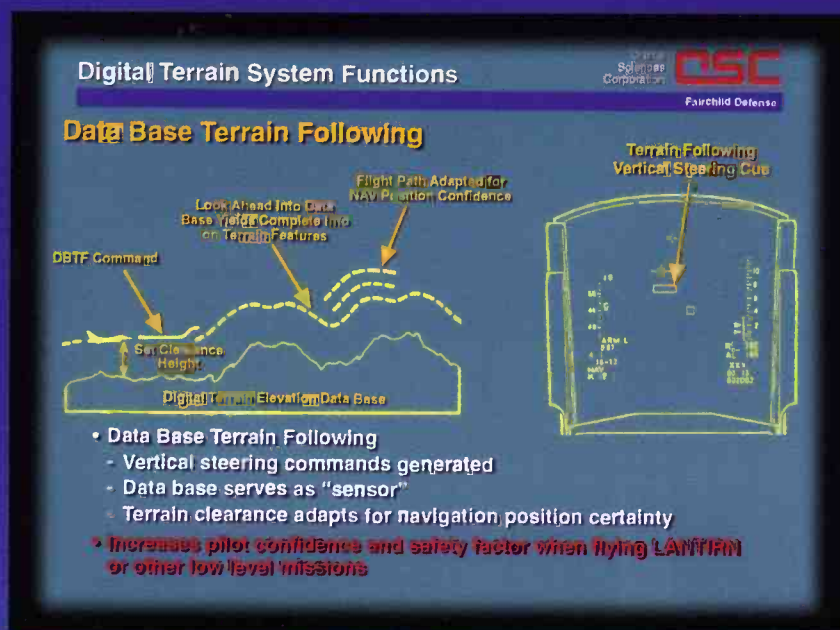 Digital Terrain System Functions
Sciences
Corporation
OSC
Fairchild Defense
Data Base Terrain Following
Terrain Following
Vertical Steering Cue
Flight Path Adapted for
NAV Position Confidence
Look Ahead Into Data
Base Yields Complete Info
on Terrain Features
DBTF Command
Set Clearance
Height
Digital Terrain Elevation Data Base
ARM L
• Data Base Terrain Following
- Vertical steering commands generated
- Data base serves as "sensor"
- Terrain clearance adapts for navigation position certainty
• Increases pilot confidence and safety factor when flying LANTIRN
or other low level missions